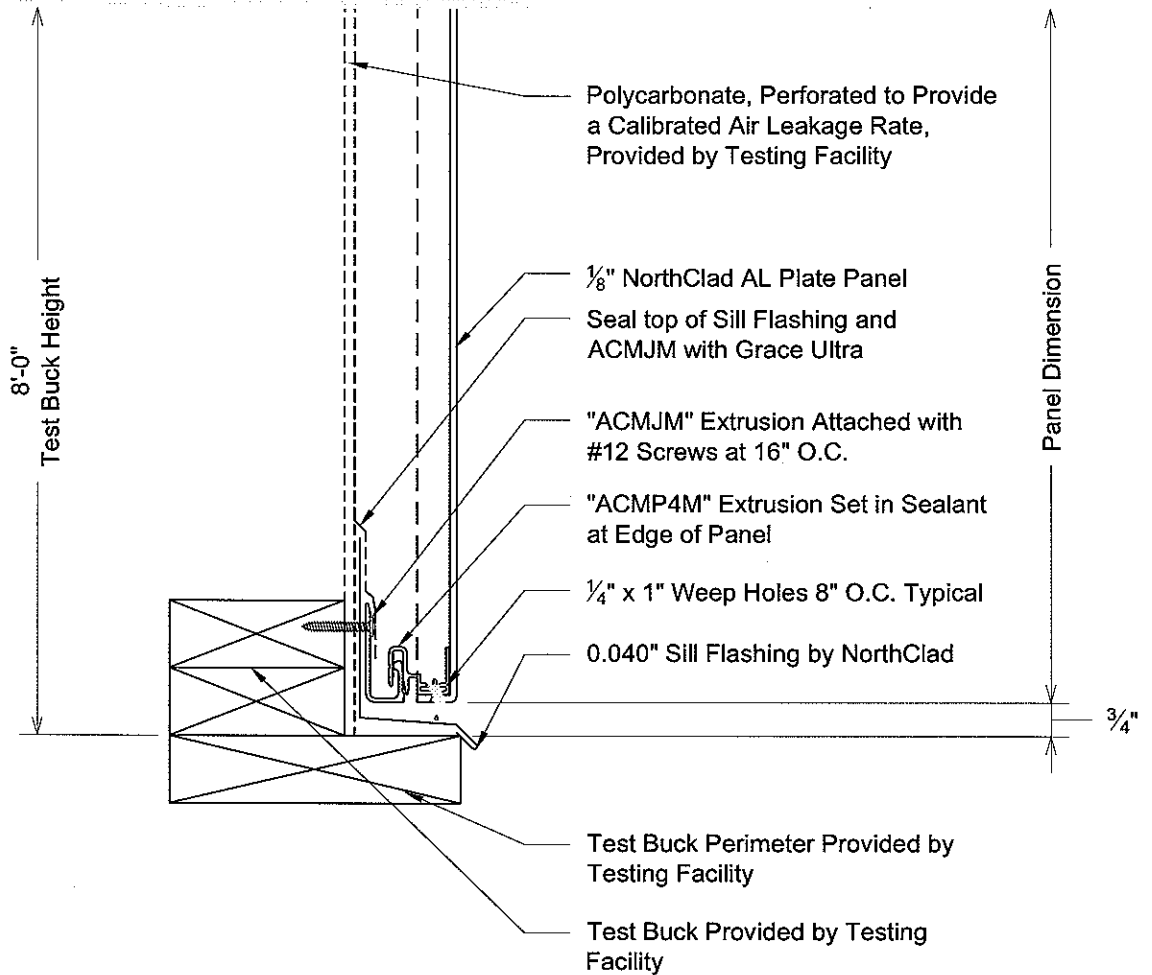 Polycarbonate, Perforated to Provide
a Calibrated Air Leakage Rate,
Provided by Testing Facility
⅛" NorthClad AL Plate Panel
Seal top of Sill Flashing and
ACMJM with Grace Ultra
"ACMJM" Extrusion Attached with
#12 Screws at 16" O.C.
"ACMP4M" Extrusion Set in Sealant
at Edge of Panel
¼" x 1" Weep Holes 8" O.C. Typical
0.040" Sill Flashing by NorthClad
Test Buck Perimeter Provided by
Testing Facility
Test Buck Provided by Testing
Facility
8'-0"
Test Buck Height
Panel Dimension
¾"